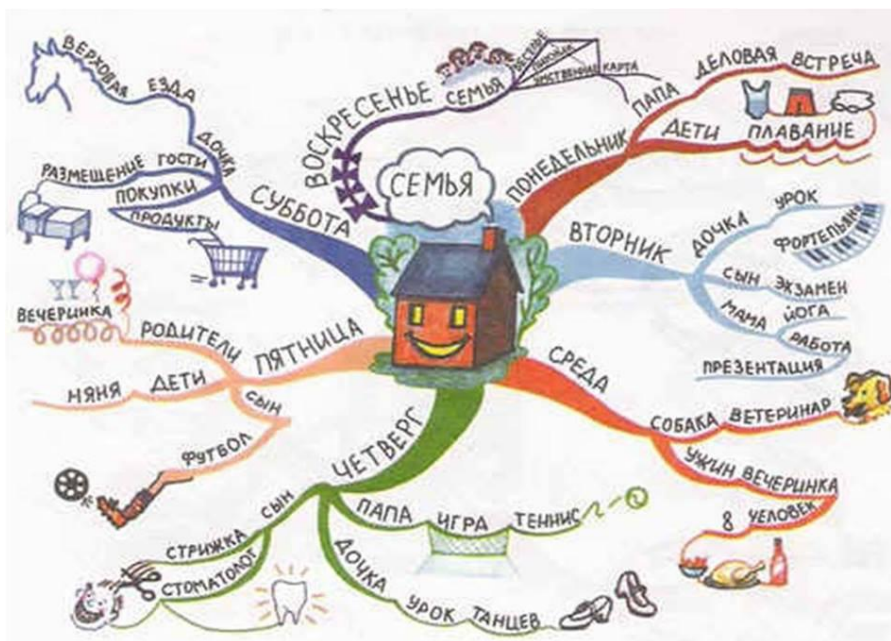 СЕМЬЯ
ПОНЕДЕЛЬНИК
ПАПА
ДЕЛОВАЯ ВСТРЕЧА
ДЕТИ ПЛАВАНИЕ
ВТОРНИК
ДОЧКА УРОК
ФОРТЕПЬЯНО
СЫН ЭКЗАМЕН
МАМА ЙОГА
РАБОТА
ПРЕЗЕНТАЦИЯ
СРЕДА
СОБАКА ВЕТЕРИНАР
УЖИН ВЕЧЕРИНКА
8 ЧЕЛОВЕК
ЧЕТВЕРГ
ПАПА ИГРА ТЕННИС
ДОЧКА УРОК ТАНЦЕВ
СЫН
СТРИЖКА
СТОМАТОЛОГ
ПЯТНИЦА
РОДИТЕЛИ
ВЕЧЕРИНКА
ДЕТИ
НЯНЯ
СЫН
ФУТБОЛ
СУББОТА
ДОЧКА
ВЕРХОВАЯ ЕЗДА
РАЗМЕЩЕНИЕ ГОСТИ
ПОКУПКИ
ПРОДУКТЫ
ВОСКРЕСЕНЬЕ
СЕМЬЯ
ПИКНИК
УМСТВЕННАЯ КАРТА